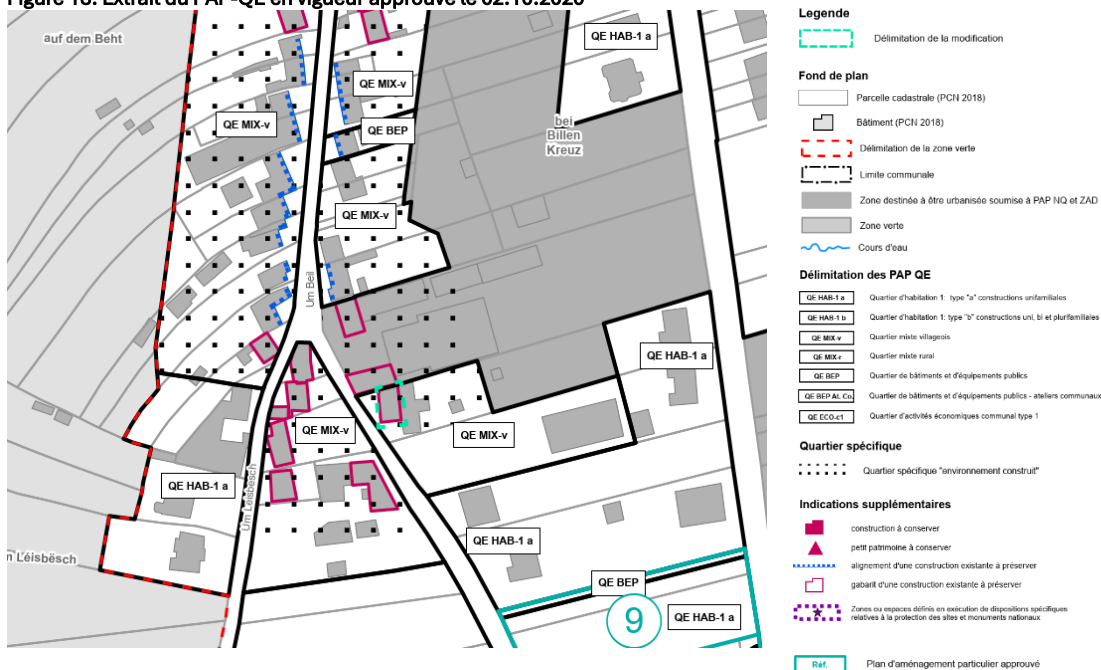 Figure 18: Extrait du PAP-QE en vigueur approuvé le 02.10.2020
auf dem Beht
QE HAB-1 a
QE MIX-v
QE MIX-v
QE BEP
bei
Billen
Kreuz
QE MIX-v
Um Beil
QE HAB-1 a
QE MIX-v
QE MIX-v
QE HAB-1 a
Um Leisbesch
QE HAB-1 a
n Léisbësch
QE BEP
9
QE HAB-1 a
Legende
Délimitation de la modification
Fond de plan
Parcelle cadastrale (PCN 2018)
Bâtiment (PCN 2018)
Délimitation de la zone verte
Limite communale
Zone destinée à être urbanisée soumise à PAP NQ et ZAD
Zone verte
Cours d'eau
Délimitation des PAP QE
QE HAB-1 a Quartier d'habitation 1: type "a" constructions unifamiliales
QE HAB-1 b Quartier d'habitation 1: type "b" constructions uni, bi et plurifamiliales
QE MIX-v Quartier mixte villageois
QE MIX-r Quartier mixte rural
QE BEP Quartier de bâtiments et d'équipements publics
QE BEP At. Co. Quartier de bâtiments et d'équipements publics - ateliers communaux
QE ECO-c1 Quartier d'activités économiques communal type 1
Quartier spécifique
Quartier spécifique "environnement construit"
Indications supplémentaires
construction à conserver
petit patrimoine à conserver
alignement d'une construction existante à préserver
gabarit d'une construction existante à préserver
Zones ou espaces définis en exécution de dispositions spécifiques
relatives à la protection des sites et monuments nationaux
Réf. Plan d'aménagement particulier approuvé